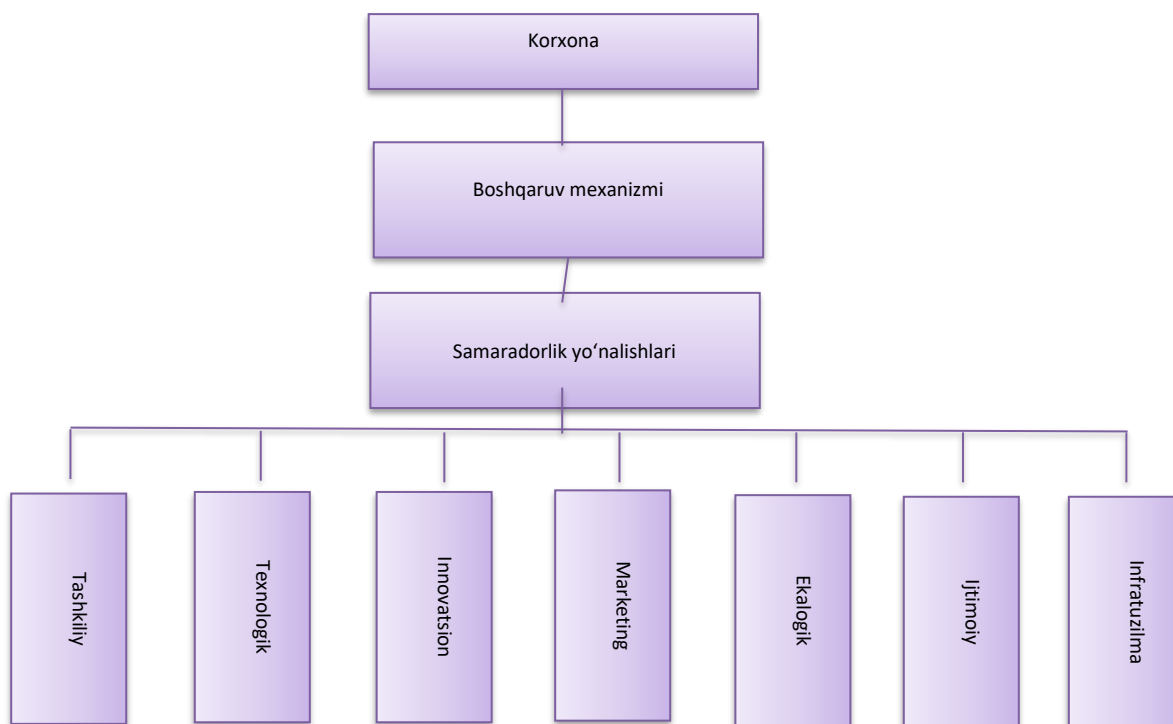 Korxona
Boshqaruv mexanizmi
Samaradorlik yo‘nalishlari
Tashkiliy
Texnologik
Innovatsion
Marketing
Ekalogik
Ijtimoiy
Infratuzilma